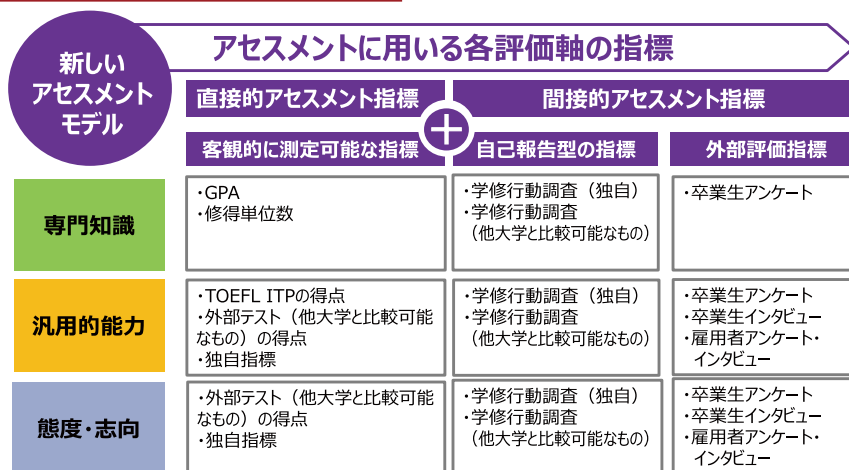 新しい
アセスメント
モデル
アセスメントに用いる各評価軸の指標
直接的アセスメント指標
間接的アセスメント指標
客観的に測定可能な指標
自己報告型の指標
外部評価指標
専門知識
・GPA
・修得単位数
・学修行動調査（独自）
・学修行動調査
（他大学と比較可能なもの）
・卒業生アンケート
汎用的能力
・TOEFL ITPの得点
・外部テスト（他大学と比較可能
なもの）の得点
・独自指標
・学修行動調査（独自）
・学修行動調査
（他大学と比較可能なもの）
・卒業生アンケート
・卒業生インタビュー
・雇用者アンケート・
インタビュー
態度・志向
・外部テスト（他大学と比較可能
なもの）の得点
・独自指標
・学修行動調査（独自）
・学修行動調査
（他大学と比較可能なもの）
・卒業生アンケート
・卒業生インタビュー
・雇用者アンケート・
インタビュー